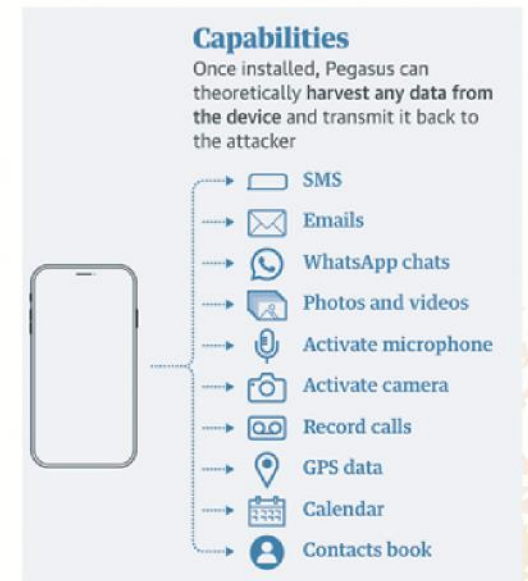 Capabilities
Once installed, Pegasus can
theoretically harvest any data from
the device and transmit it back to
the attacker
SMS
Emails
WhatsApp chats
Photos and videos
Activate microphone
Activate camera
Record calls
GPS data
Calendar
Contacts book